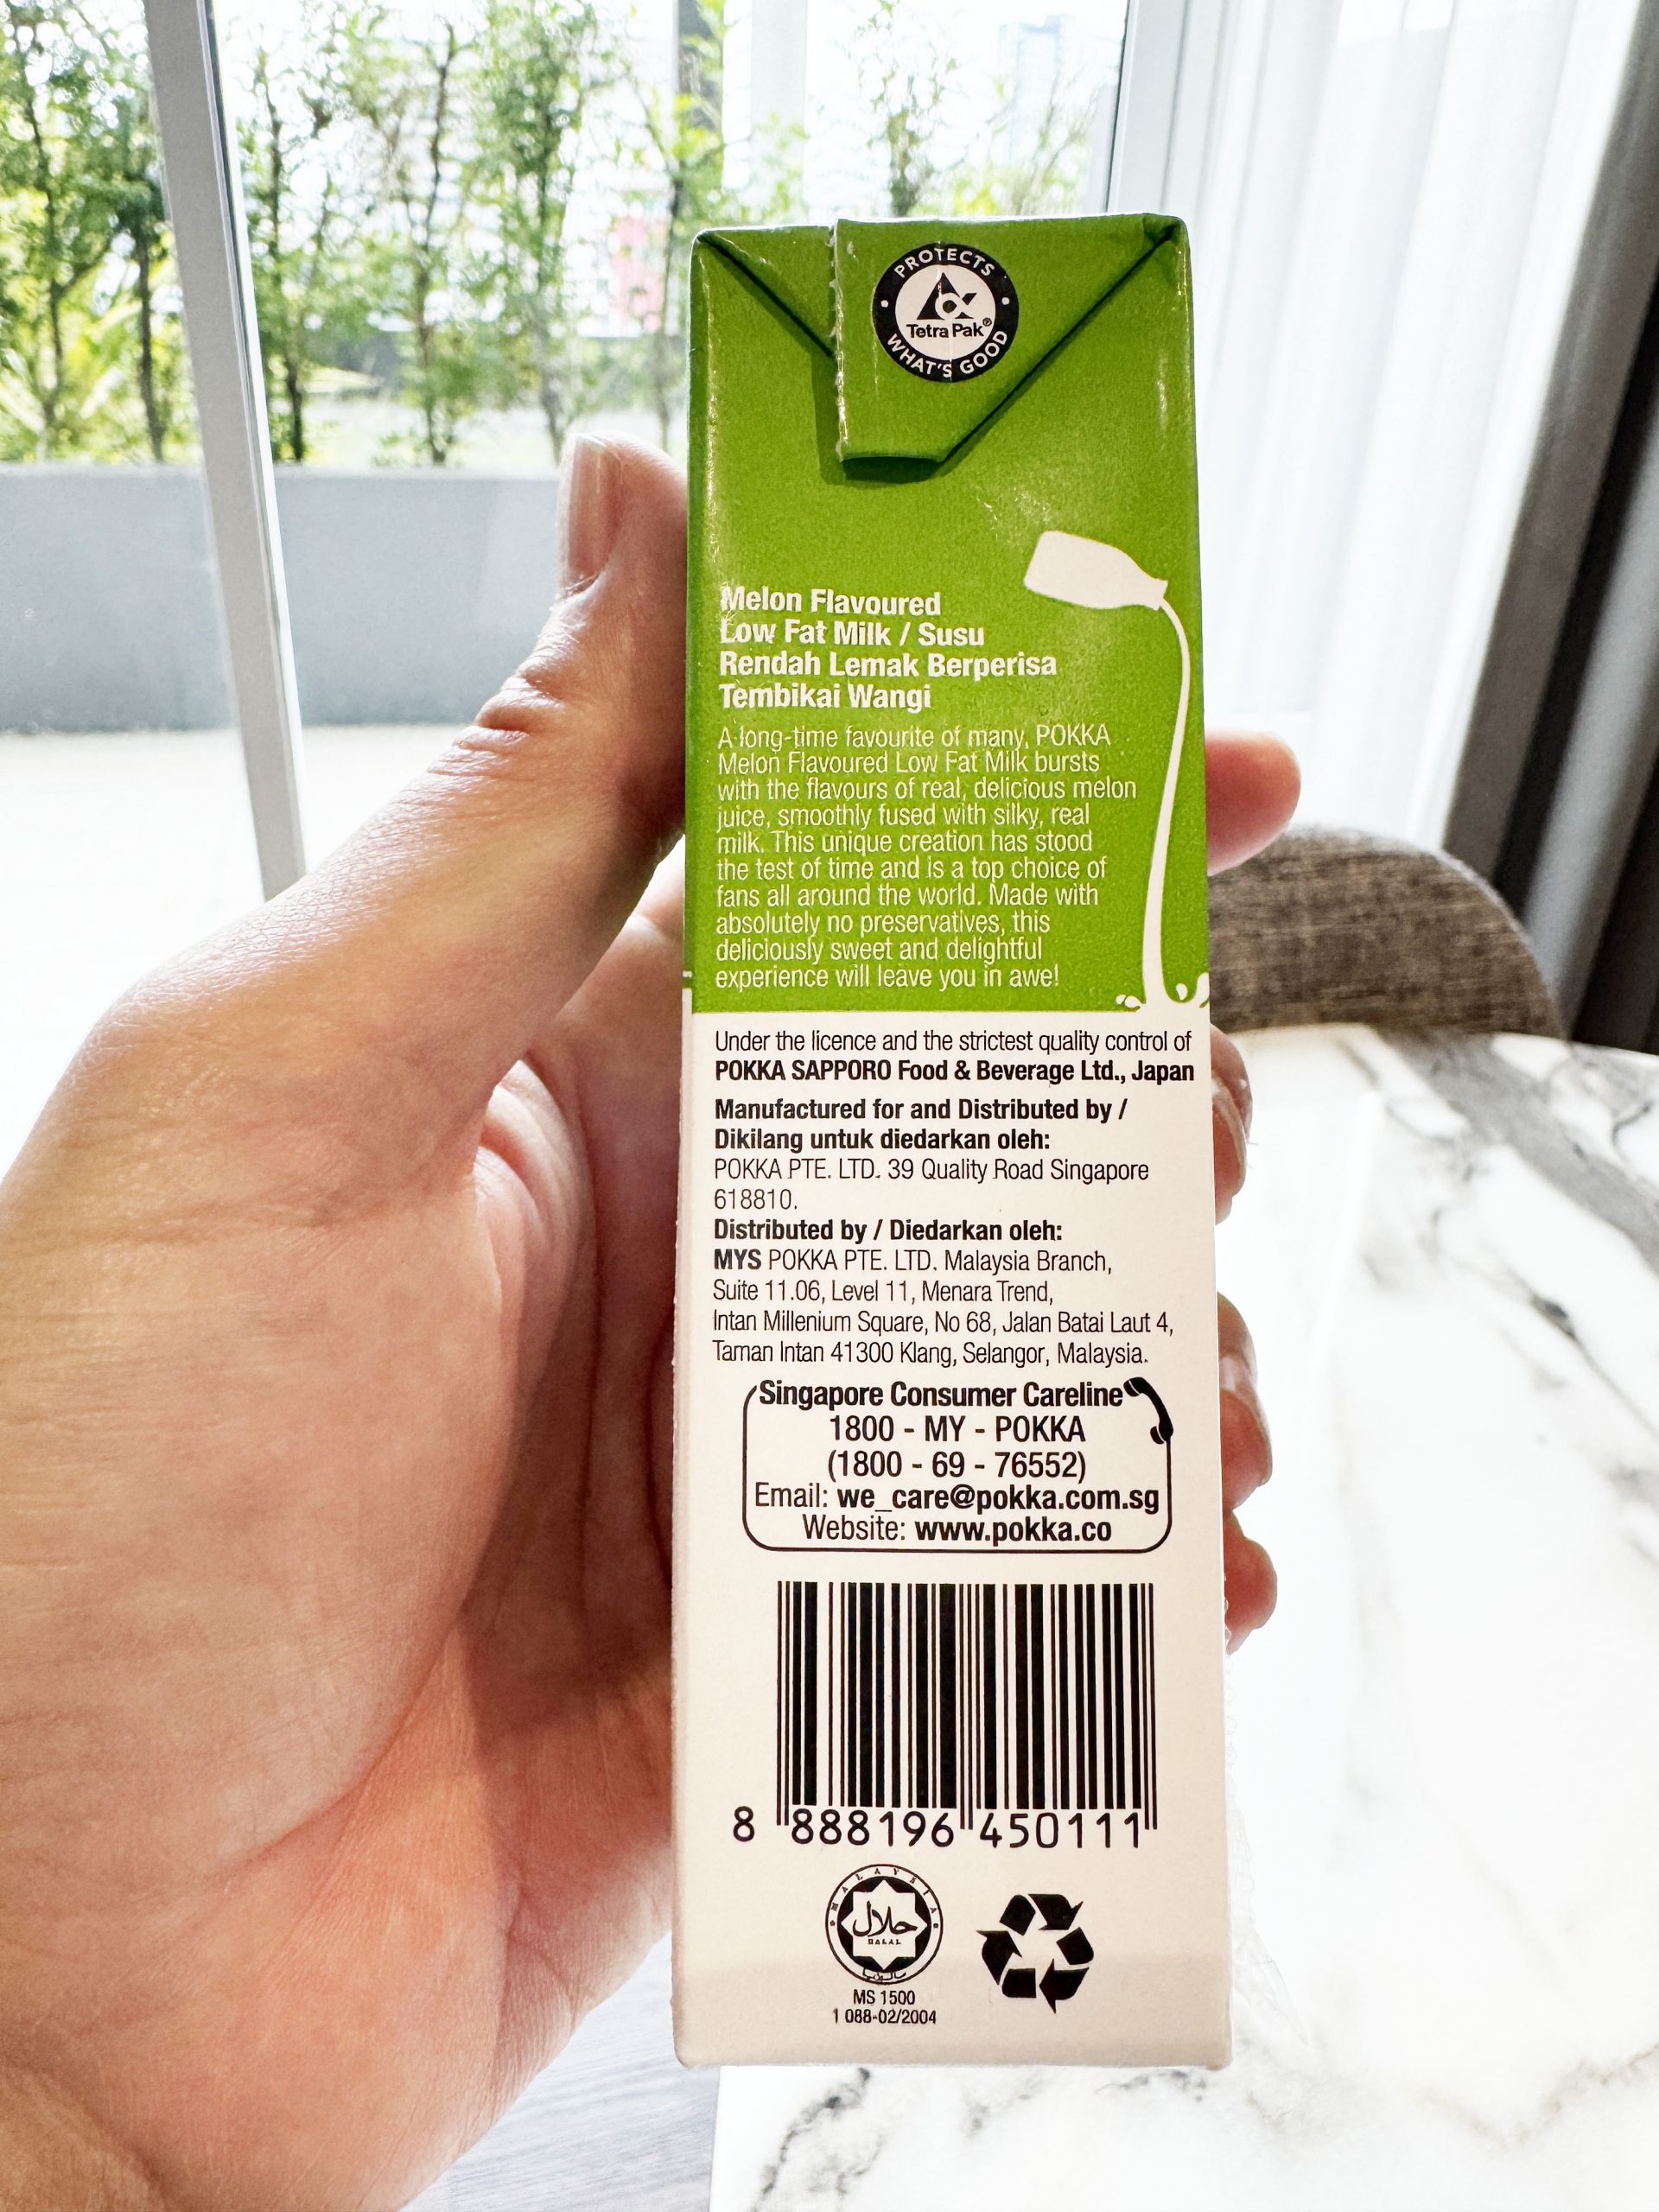 PROTECTS
Tetra Pak®
WHAT'S GOOD
Melon Flavoured
Low Fat Milk / Susu
Rendah Lemak Berperisa
Tembikai Wangi
A long-time favourite of many, POKKA
Melon Flavoured Low Fat Milk bursts
with the flavours of real, delicious melon
juice, smoothly fused with silky, real
milk. This unique creation has stood
the test of time and is a top choice of
fans all around the world. Made with
absolutely no preservatives, this
deliciously sweet and delightful
experience will leave you in awe!
Under the licence and the strictest quality control of
POKKA SAPPORO Food & Beverage Ltd., Japan
Manufactured for and Distributed by /
Dikilang untuk diedarkan oleh:
POKKA PTE. LTD. 39 Quality Road Singapore
618810.
Distributed by / Diedarkan oleh:
MYS POKKA PTE. LTD. Malaysia Branch,
Suite 11.06, Level 11, Menara Trend,
Intan Millenium Square, No 68, Jalan Batai Laut 4,
Taman Intan 41300 Klang, Selangor, Malaysia.
Singapore Consumer Careline
1800 - MY - POKKA
(1800 - 69 - 76552)
Email: we_care@pokka.com.sg
Website: www.pokka.co
8 888196 450111
MALAYSIA
حلال
HALAL
مليسيا
MS 1500
1 088-02/2004